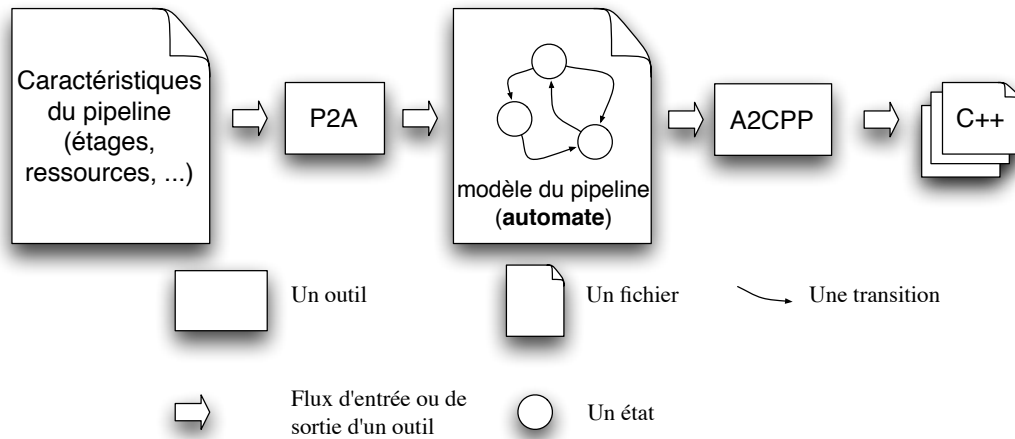 Caractéristiques
du pipeline
(étages,
ressources, ...)
P2A
modèle du pipeline
(automate)
A2CPP
C++
Un outil
Un fichier
Une transition
Flux d'entrée ou de
sortie d'un outil
Un état